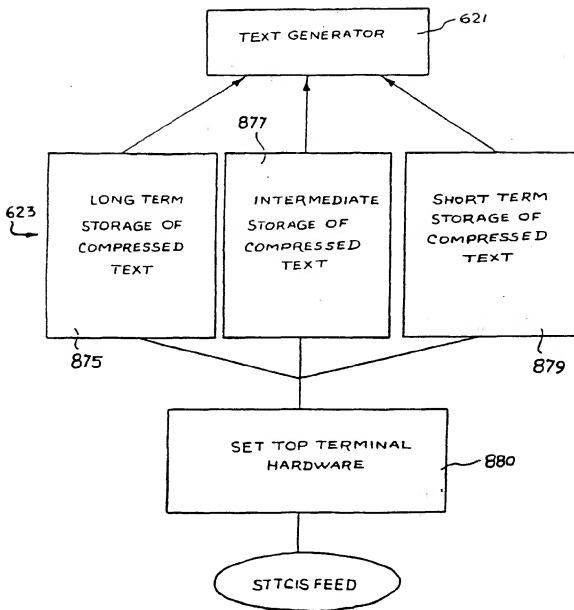 TEXT GENERATOR
621
877
623
LONG TERM
STORAGE OF
COMPRESSED
TEXT
INTERMEDIATE
STORAGE OF
COMPRESSED
TEXT
SHORT TERM
STORAGE OF
COMPRESSED
TEXT
875
879
SET TOP TERMINAL
HARDWARE
880
STTCIS FEED